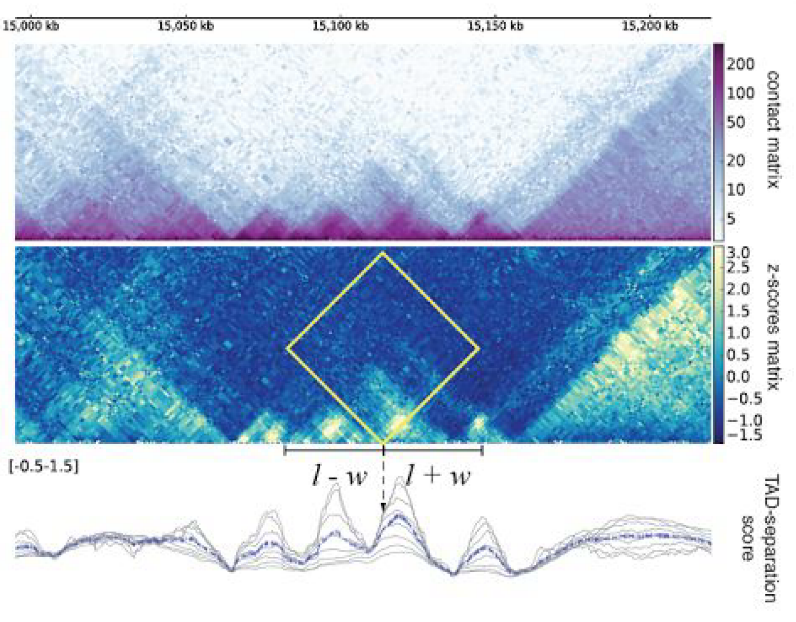 15,000 kb 15,050 kb 15,100 kb 15,150 kb 15,200 kb
200
100
50
20
10
5
contact matrix
3.0
2.5
2.0
1.5
1.0
0.5
0.0
−0.5
−1.0
−1.5
z-scores matrix
[-0.5-1.5]
l - w l + w
TAD-separation
score